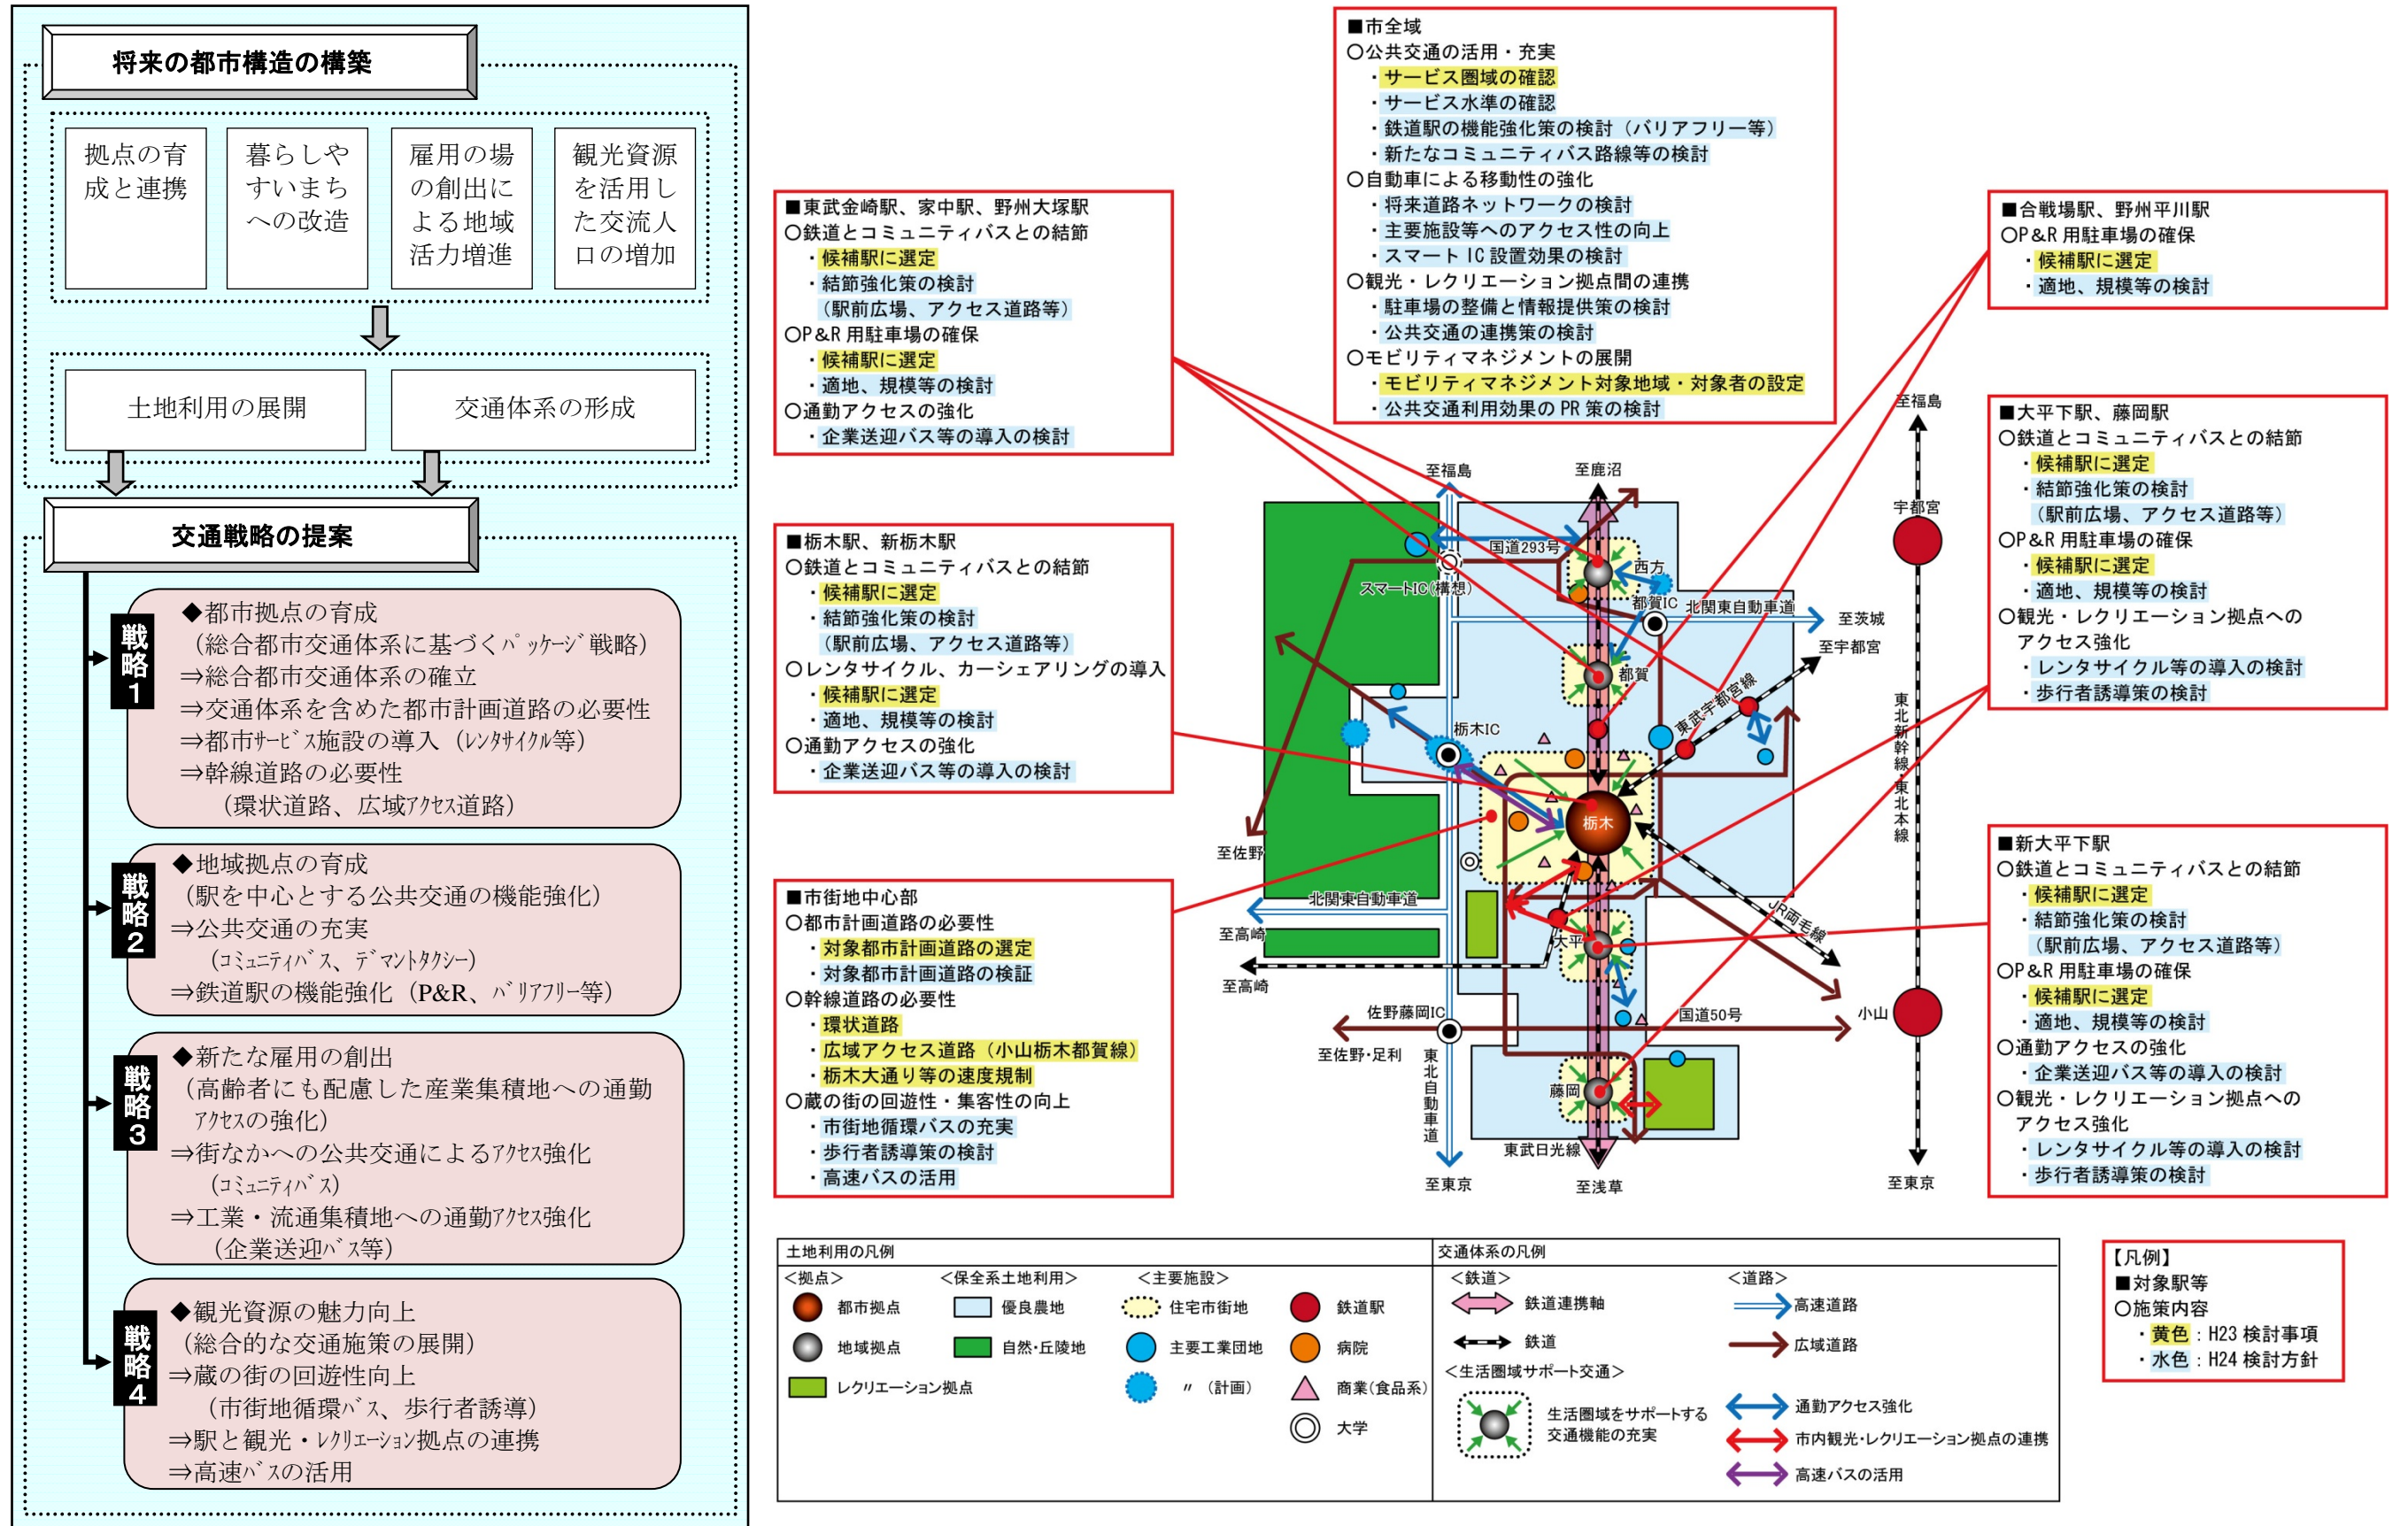 将来の都市構造の構築
拠点の育
成と連携
暮らしや
すいまち
への改造
雇用の場
の創出に
よる地域
活力増進
観光資源
を活用し
た交流人
口の増加
土地利用の展開
交通体系の形成
交通戦略の提案
戦略1
◆都市拠点の育成
（総合都市交通体系に基づくﾊﾟｯｹｰｼﾞ戦略）
⇒総合都市交通体系の確立
⇒交通体系を含めた都市計画道路の必要性
⇒都市ｻｰﾋﾞｽ施設の導入（ﾚﾝﾀｻｲｸﾙ等）
⇒幹線道路の必要性
（環状道路、広域ｱｸｾｽ道路）
戦略2
◆地域拠点の育成
（駅を中心とする公共交通の機能強化）
⇒公共交通の充実
（ｺﾐｭﾆﾃｨﾊﾞｽ、ﾃﾞﾏﾝﾄﾞﾀｸｼｰ）
⇒鉄道駅の機能強化（P&R、ﾊﾞﾘｱﾌﾘｰ等）
戦略3
◆新たな雇用の創出
（高齢者にも配慮した産業集積地への通勤
ｱｸｾｽの強化）
⇒街なかへの公共交通によるｱｸｾｽ強化
（ｺﾐｭﾆﾃｨﾊﾞｽ）
⇒工業・流通集積地への通勤ｱｸｾｽ強化
（企業送迎ﾊﾞｽ等）
戦略4
◆観光資源の魅力向上
（総合的な交通施策の展開）
⇒蔵の街の回遊性向上
（市街地循環ﾊﾞｽ、歩行者誘導）
⇒駅と観光・ﾚｸﾘｴｰｼｮﾝ拠点の連携
⇒高速ﾊﾞｽの活用
■市全域
○公共交通の活用・充実
・サービス圏域の確認
・サービス水準の確認
・鉄道駅の機能強化策の検討（バリアフリー等）
・新たなコミュニティバス路線等の検討
○自動車による移動性の強化
・将来道路ネットワークの検討
・主要施設等へのアクセス性の向上
・スマートIC設置効果の検討
○観光・レクリエーション拠点間の連携
・駐車場の整備と情報提供策の検討
・公共交通の連携策の検討
○モビリティマネジメントの展開
・モビリティマネジメント対象地域・対象者の設定
・公共交通利用効果のPR策の検討
■東武金崎駅、家中駅、野州大塚駅
○鉄道とコミュニティバスとの結節
・候補駅に選定
・結節強化策の検討
（駅前広場、アクセス道路等）
○P&R用駐車場の確保
・候補駅に選定
・適地、規模等の検討
○通勤アクセスの強化
・企業送迎バス等の導入の検討
■栃木駅、新栃木駅
○鉄道とコミュニティバスとの結節
・候補駅に選定
・結節強化策の検討
（駅前広場、アクセス道路等）
○レンタサイクル、カーシェアリングの導入
・候補駅に選定
・適地、規模等の検討
○通勤アクセスの強化
・企業送迎バス等の導入の検討
■市街地中心部
○都市計画道路の必要性
・対象都市計画道路の選定
・対象都市計画道路の検証
○幹線道路の必要性
・環状道路
・広域アクセス道路（小山栃木都賀線）
・栃木大通り等の速度規制
○蔵の街の回遊性・集客性の向上
・市街地循環バスの充実
・歩行者誘導策の検討
・高速バスの活用
■合戦場駅、野州平川駅
○P&R用駐車場の確保
・候補駅に選定
・適地、規模等の検討
■大平下駅、藤岡駅
○鉄道とコミュニティバスとの結節
・候補駅に選定
・結節強化策の検討
（駅前広場、アクセス道路等）
○P&R用駐車場の確保
・候補駅に選定
・適地、規模等の検討
○観光・レクリエーション拠点への
アクセス強化
・レンタサイクル等の導入の検討
・歩行者誘導策の検討
■新大平下駅
○鉄道とコミュニティバスとの結節
・候補駅に選定
・結節強化策の検討
（駅前広場、アクセス道路等）
○P&R用駐車場の確保
・候補駅に選定
・適地、規模等の検討
○通勤アクセスの強化
・企業送迎バス等の導入の検討
○観光・レクリエーション拠点への
アクセス強化
・レンタサイクル等の導入の検討
・歩行者誘導策の検討
至福島
至鹿沼
国道293号
西方
スマートIC(構想)
都賀IC
北関東自動車道
至茨城
至宇都宮
都賀
東武宇都宮線
栃木IC
栃木
至佐野
北関東自動車道
至高崎
大平
JR両毛線
至高崎
佐野藤岡IC
国道50号
至佐野・足利
東北自動車道
藤岡
東武日光線
至東京
至浅草
至福島
宇都宮
東北新幹線・東北本線
小山
至東京
土地利用の凡例
＜拠点＞
都市拠点
地域拠点
レクリエーション拠点
＜保全系土地利用＞
優良農地
自然・丘陵地
＜主要施設＞
住宅市街地
主要工業団地
〃（計画）
鉄道駅
病院
商業(食品系)
大学
交通体系の凡例
＜鉄道＞
鉄道連携軸
鉄道
＜生活圏域サポート交通＞
生活圏域をサポートする
交通機能の充実
＜道路＞
高速道路
広域道路
通勤アクセス強化
市内観光・レクリエーション拠点の連携
高速バスの活用
【凡例】
■対象駅等
○施策内容
・黄色：H23検討事項
・水色：H24検討方針